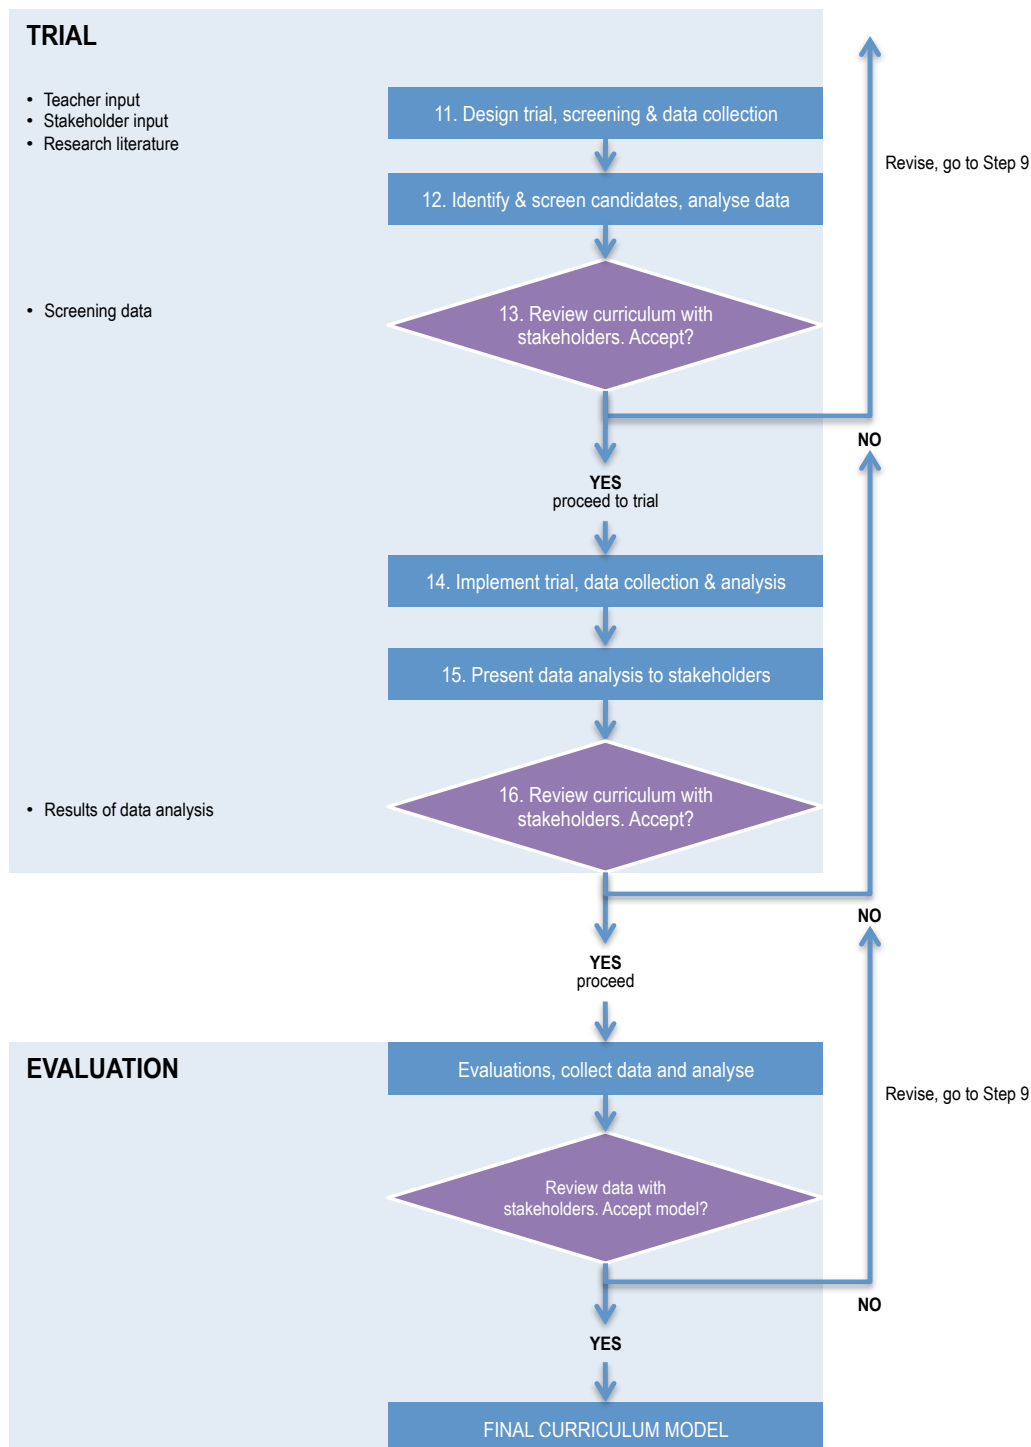 TRIAL
• Teacher input
• Stakeholder input
• Research literature
11. Design trial, screening & data collection
Revise, go to Step 9
12. Identify & screen candidates, analyse data
• Screening data
13. Review curriculum with
stakeholders. Accept?
NO
YES
proceed to trial
14. Implement trial, data collection & analysis
15. Present data analysis to stakeholders
• Results of data analysis
16. Review curriculum with
stakeholders. Accept?
NO
YES
proceed
EVALUATION
Evaluations, collect data and analyse
Revise, go to Step 9
Review data with
stakeholders. Accept model?
NO
YES
FINAL CURRICULUM MODEL